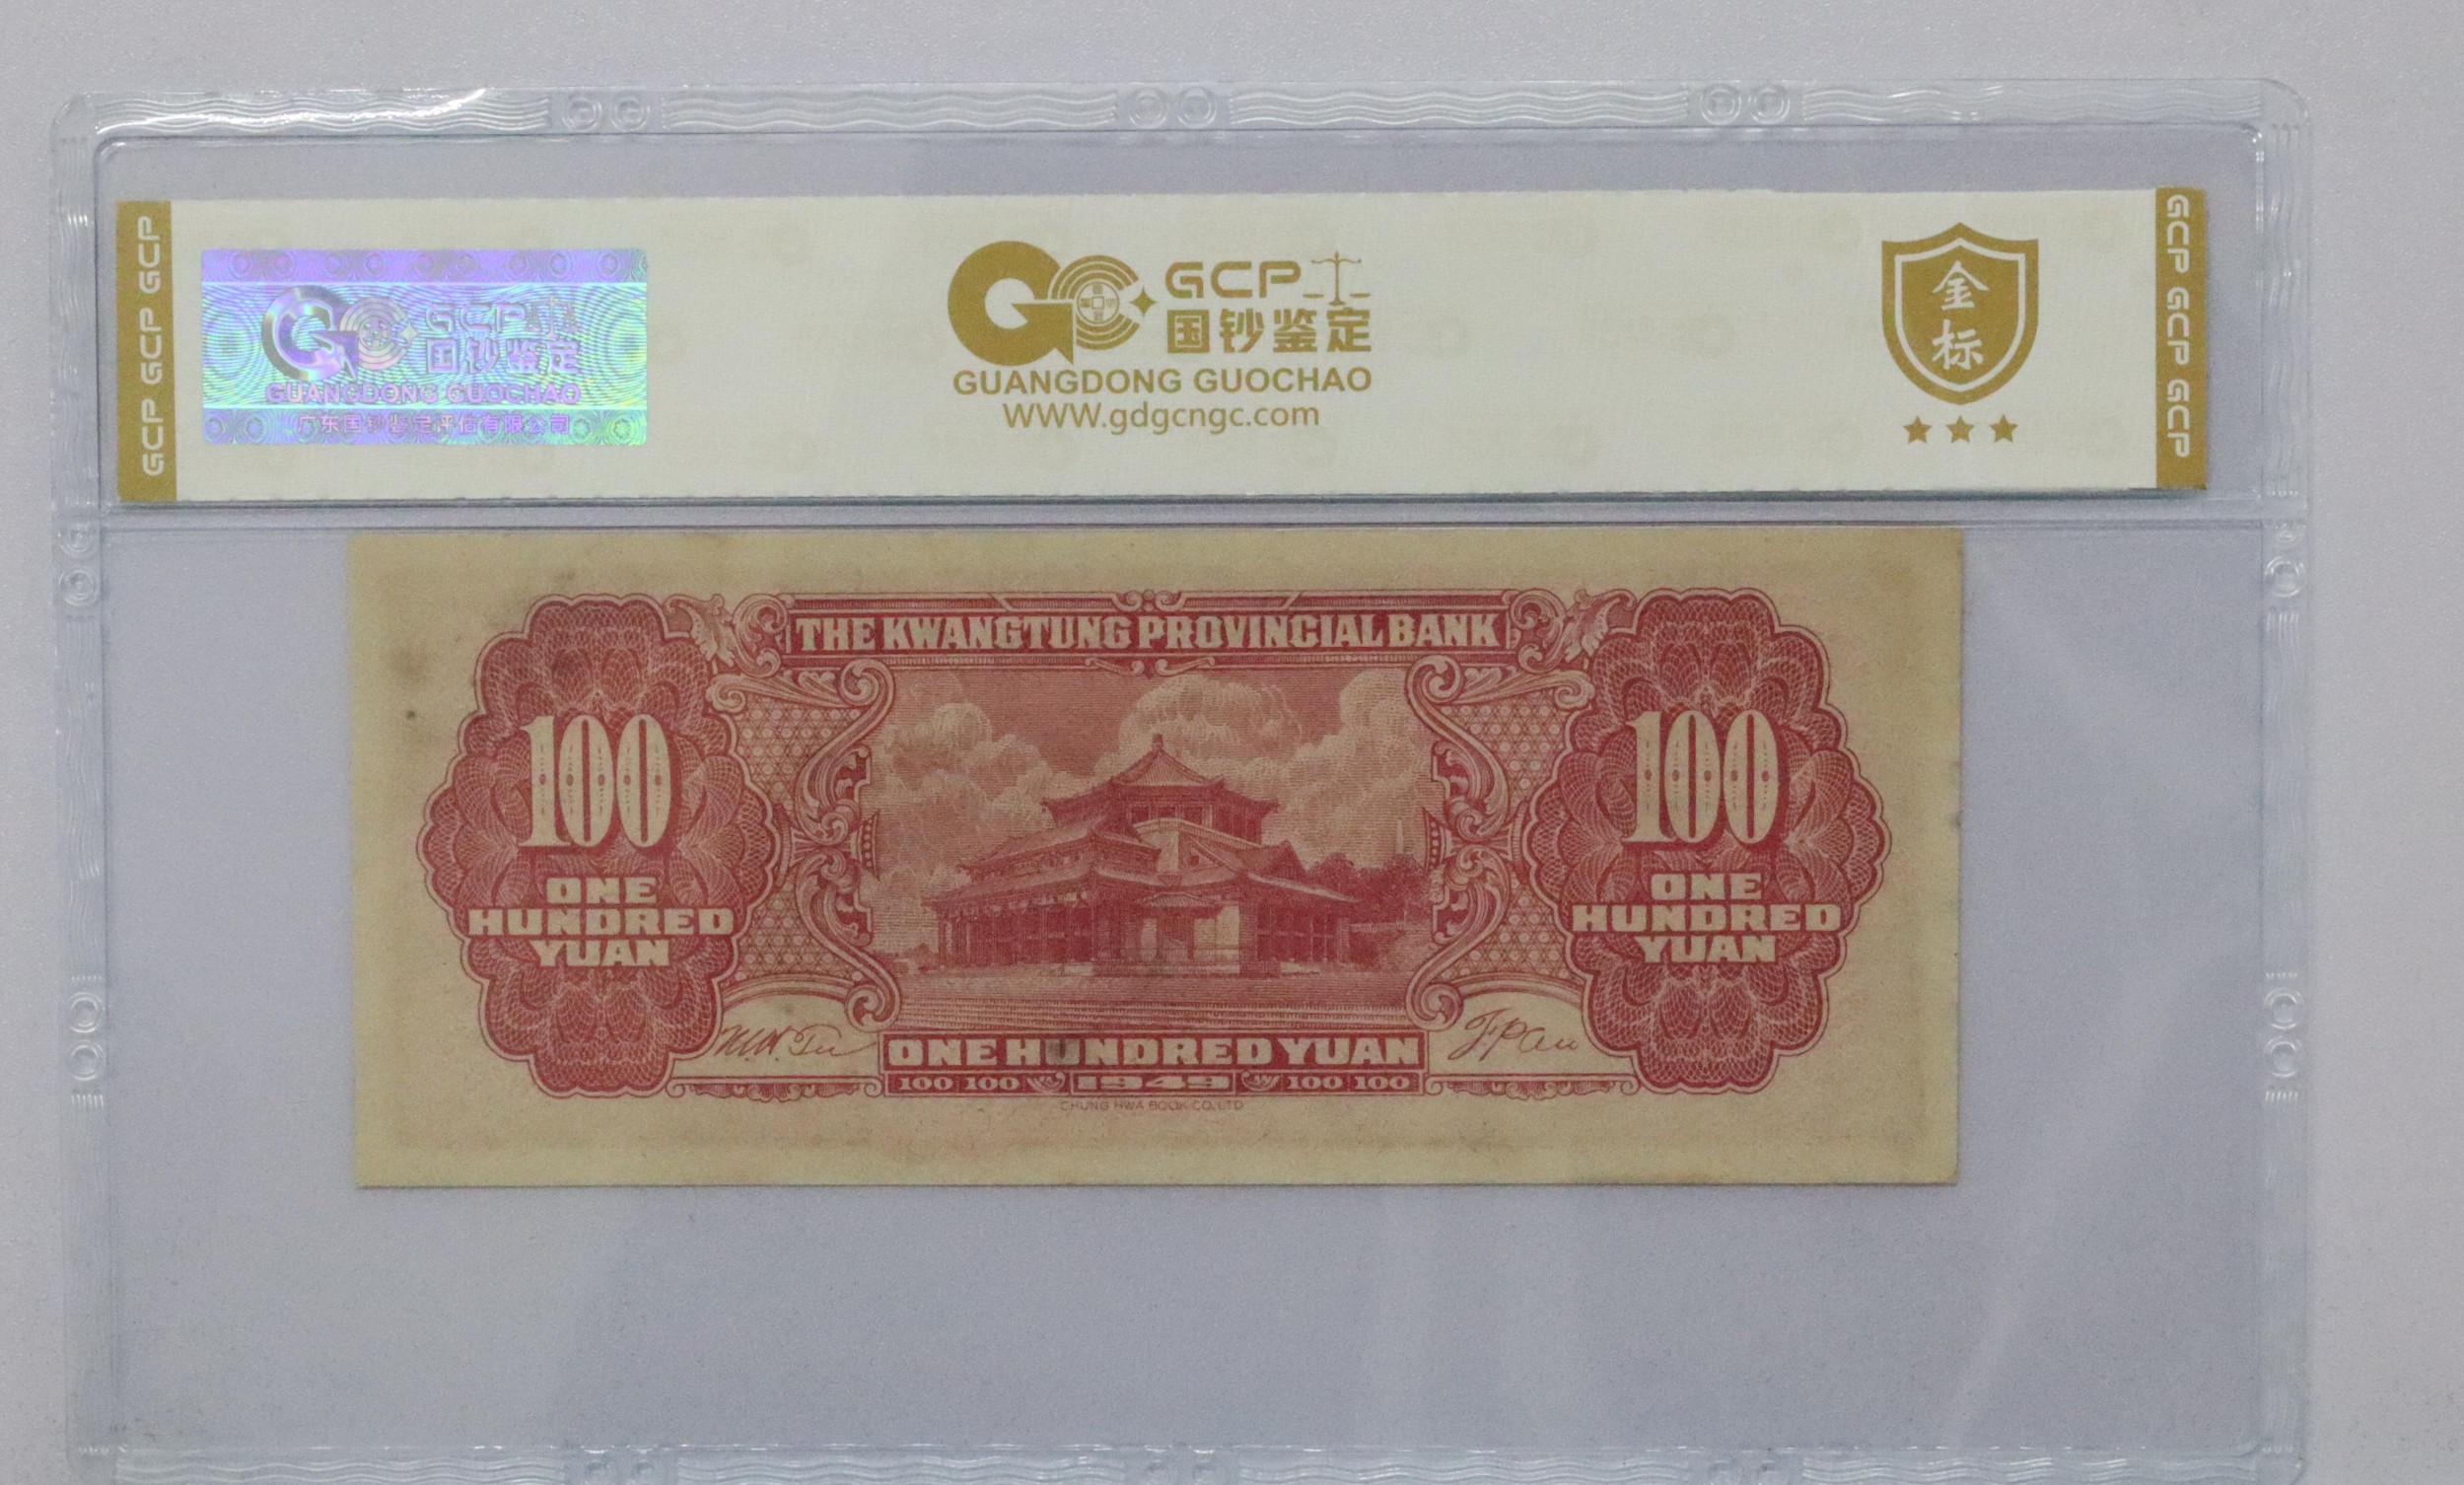 GCP GCP GCP
GCP
国钞鉴定
GUANGDONG GUOCHAO
广东国钞鉴定评估有限公司
GCP
国钞鉴定
GUANGDONG GUOCHAO
WWW.gdgcngc.com
金
标
GCP GCP GCP
THE KWANGTUNG PROVINCIAL BANK
100
ONE
HUNDRED
YUAN
100
ONE
HUNDRED
YUAN
ONE HUNDRED YUAN
100 100 1949 100 100
CHUNG HWA BOOK CO. LTD